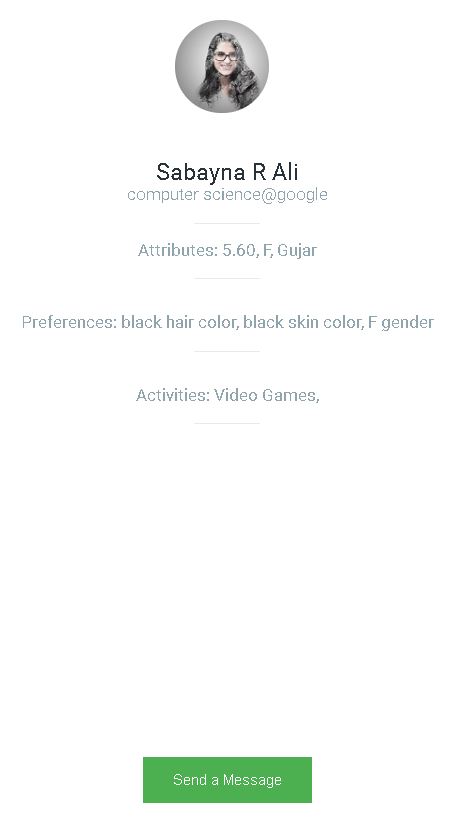 Sabayna R Ali
computer science@google
Attributes: 5.60, F, Gujar
Preferences: black hair color, black skin color, F gender
Activities: Video Games,
Send a Message